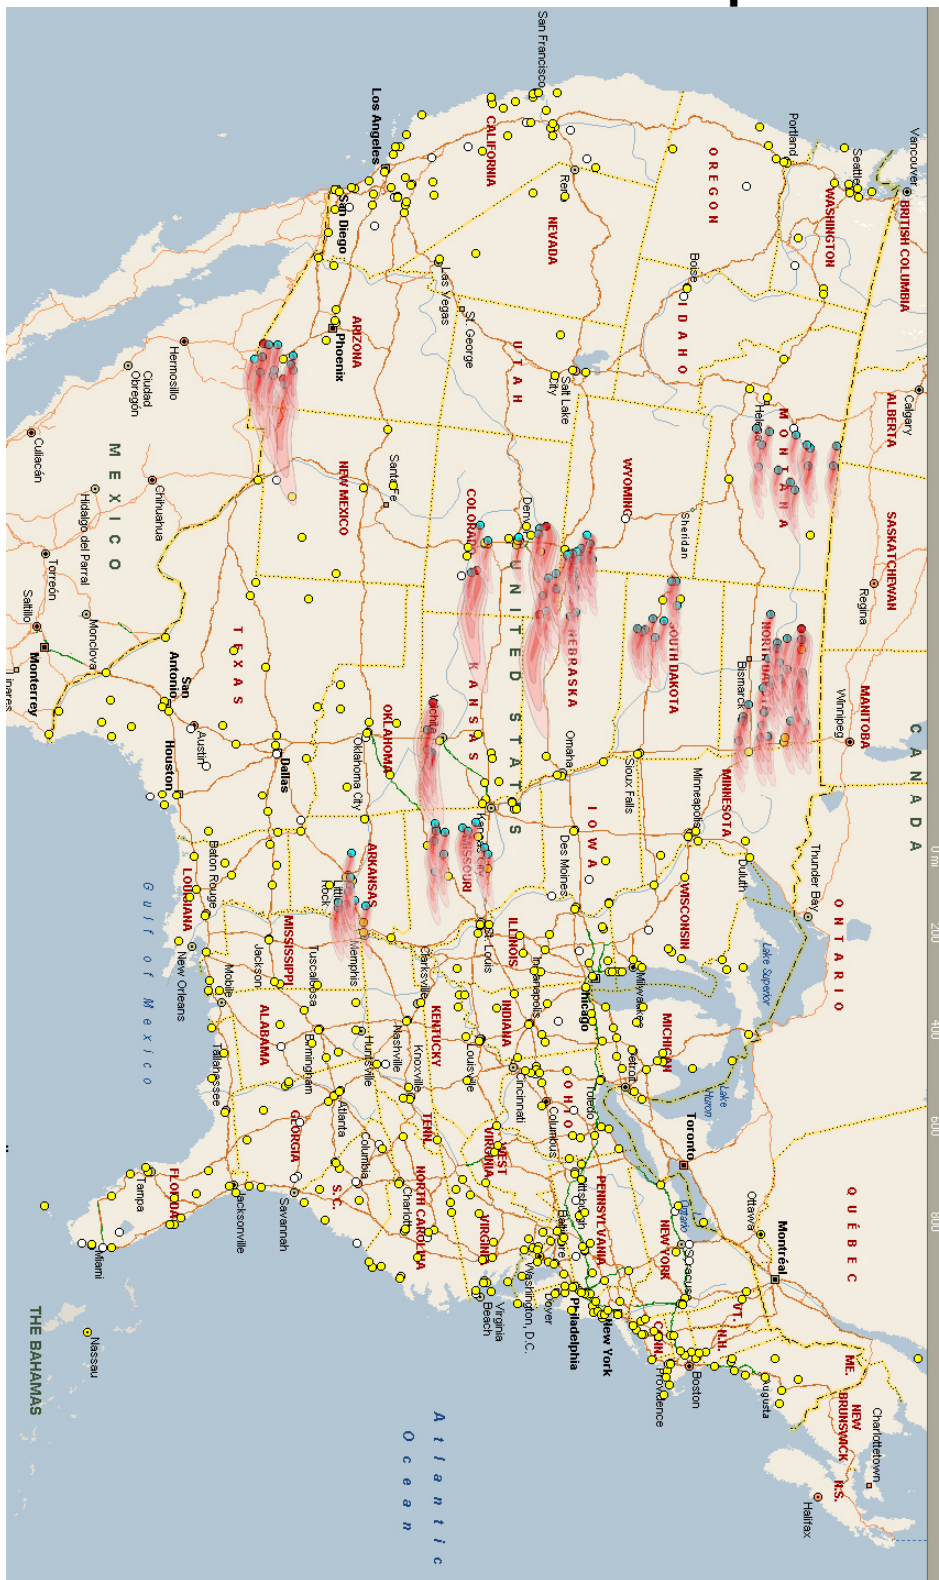 Vancouver
BRITISH COLUMBIA
Seattle
WASHINGTON
Portland
OREGON
Boise
IDAHO
Calgary
ALBERTA
SASKATCHEWAN
Regina
MANITOBA
Winnipeg
CANADA
ONTARIO
Thunder Bay
QUÉBEC
Ottawa
Montréal
Toronto
NEW BRUNSWICK
Charlottetown
N.S.
Halifax
ME.
Augusta
N.H.
VT.
Boston
Providence
NEW YORK
New York
Philadelphia
PENNSYLVANIA
Pittsburgh
Dover
Washington, D.C.
Virginia Beach
VIRGINIA
WEST VIRGINIA
NORTH CAROLINA
Charlotte
S.C.
Columbia
GEORGIA
Atlanta
Savannah
Jacksonville
FLORIDA
Tampa
Miami
THE BAHAMAS
Nassau
Atlantic Ocean
Gulf of Mexico
Lake Superior
Lake Huron
MICHIGAN
Detroit
Toledo
OHIO
Columbus
Cincinnati
INDIANA
Indianapolis
ILLINOIS
Chicago
Milwaukee
WISCONSIN
Duluth
MINNESOTA
Minneapolis
IOWA
Des Moines
Sioux Falls
Omaha
NEBRASKA
SOUTH DAKOTA
Bismarck
MONTANA
Helena
WYOMING
Sheridan
UNITED STATES
Denver
UTAH
Salt Lake City
St. George
NEVADA
Reno
Las Vegas
CALIFORNIA
San Francisco
Los Angeles
San Diego
ARIZONA
Phoenix
NEW MEXICO
Santa Fe
KANSAS
Wichita
MISSOURI
St. Louis
KENTUCKY
Louisville
Clarksville
TENN.
Nashville
Knoxville
Memphis
ARKANSAS
Little Rock
OKLAHOMA
Oklahoma City
TEXAS
Dallas
Austin
San Antonio
Houston
LOUISIANA
Baton Rouge
New Orleans
MISSISSIPPI
Jackson
ALABAMA
Tuscaloosa
Birmingham
Huntsville
Mobile
Tallahassee
MEXICO
Hermosillo
Ciudad Obregón
Culiacán
Chihuahua
Hidalgo del Parral
Torreón
Monclova
Saltillo
Monterrey
Linares
0 mi
200
400
600
800